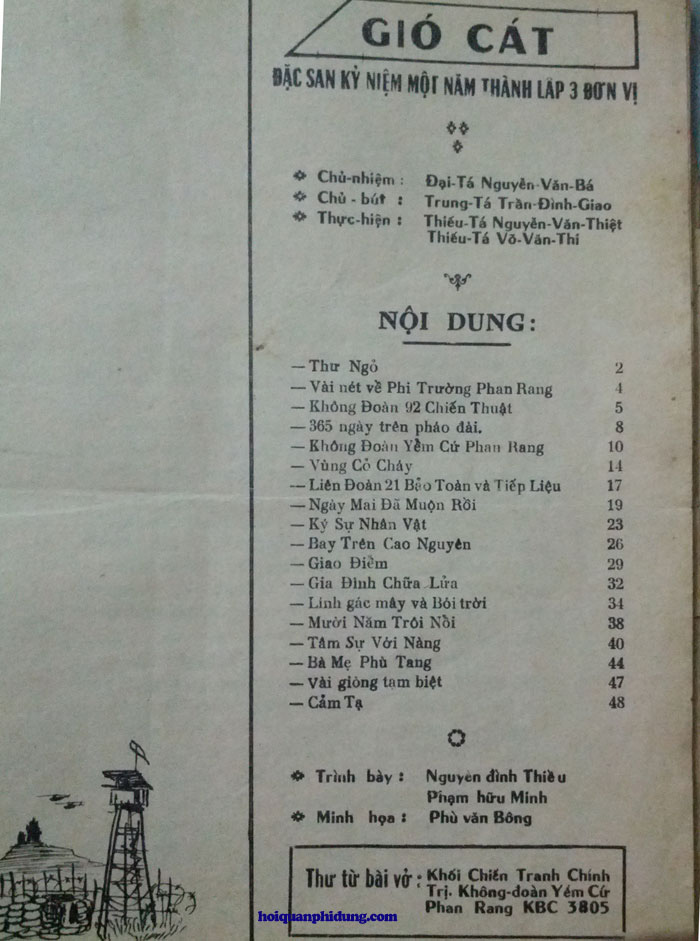 GIÓ CÁT
ĐẶC SAN KỶ NIỆM MỘT NĂM THÀNH LẬP 3 ĐƠN VỊ
Chủ-nhiệm : Đại-Tá Nguyễn-Văn-Bá
Chủ - bút : Trung-Tá Trần-Đình-Giao
Thực-hiện : Thiếu-Tá Nguyễn-Văn-Thiệt
Thiếu-Tá Võ-Văn-Thi
NỘI DUNG :
— Thư Ngỏ 2
— Vài nét về Phi Trường Phan Rang 4
— Không Đoàn 92 Chiến Thuật 5
— 365 ngày trên pháo đài. 8
— Không Đoàn Yểm Cứ Phan Rang 10
— Vùng Cỏ Cháy 14
— Liên Đoàn 21 Bảo Toàn và Tiếp Liệu 17
— Ngày Mai Đã Muộn Rồi 19
— Ký Sự Nhân Vật 23
— Bay Trên Cao Nguyên 26
— Giao Điểm 29
— Gia Đình Chữa Lửa 32
— Lính gác mây và Bói trời 34
— Mười Năm Trôi Nổi 38
— Tâm Sự Với Nàng 40
— Bà Mẹ Phù Tang 44
— Vài giòng tạm biệt 47
— Cảm Tạ 48
Trình bày : Nguyễn đình Thiều
Phạm hữu Minh
Minh họa : Phù văn Bông
Thư từ bài vở : Khối Chiến Tranh Chính
Trị. Không-đoàn Yểm Cứ
Phan Rang KBC 3805
hoiquanphidung.com